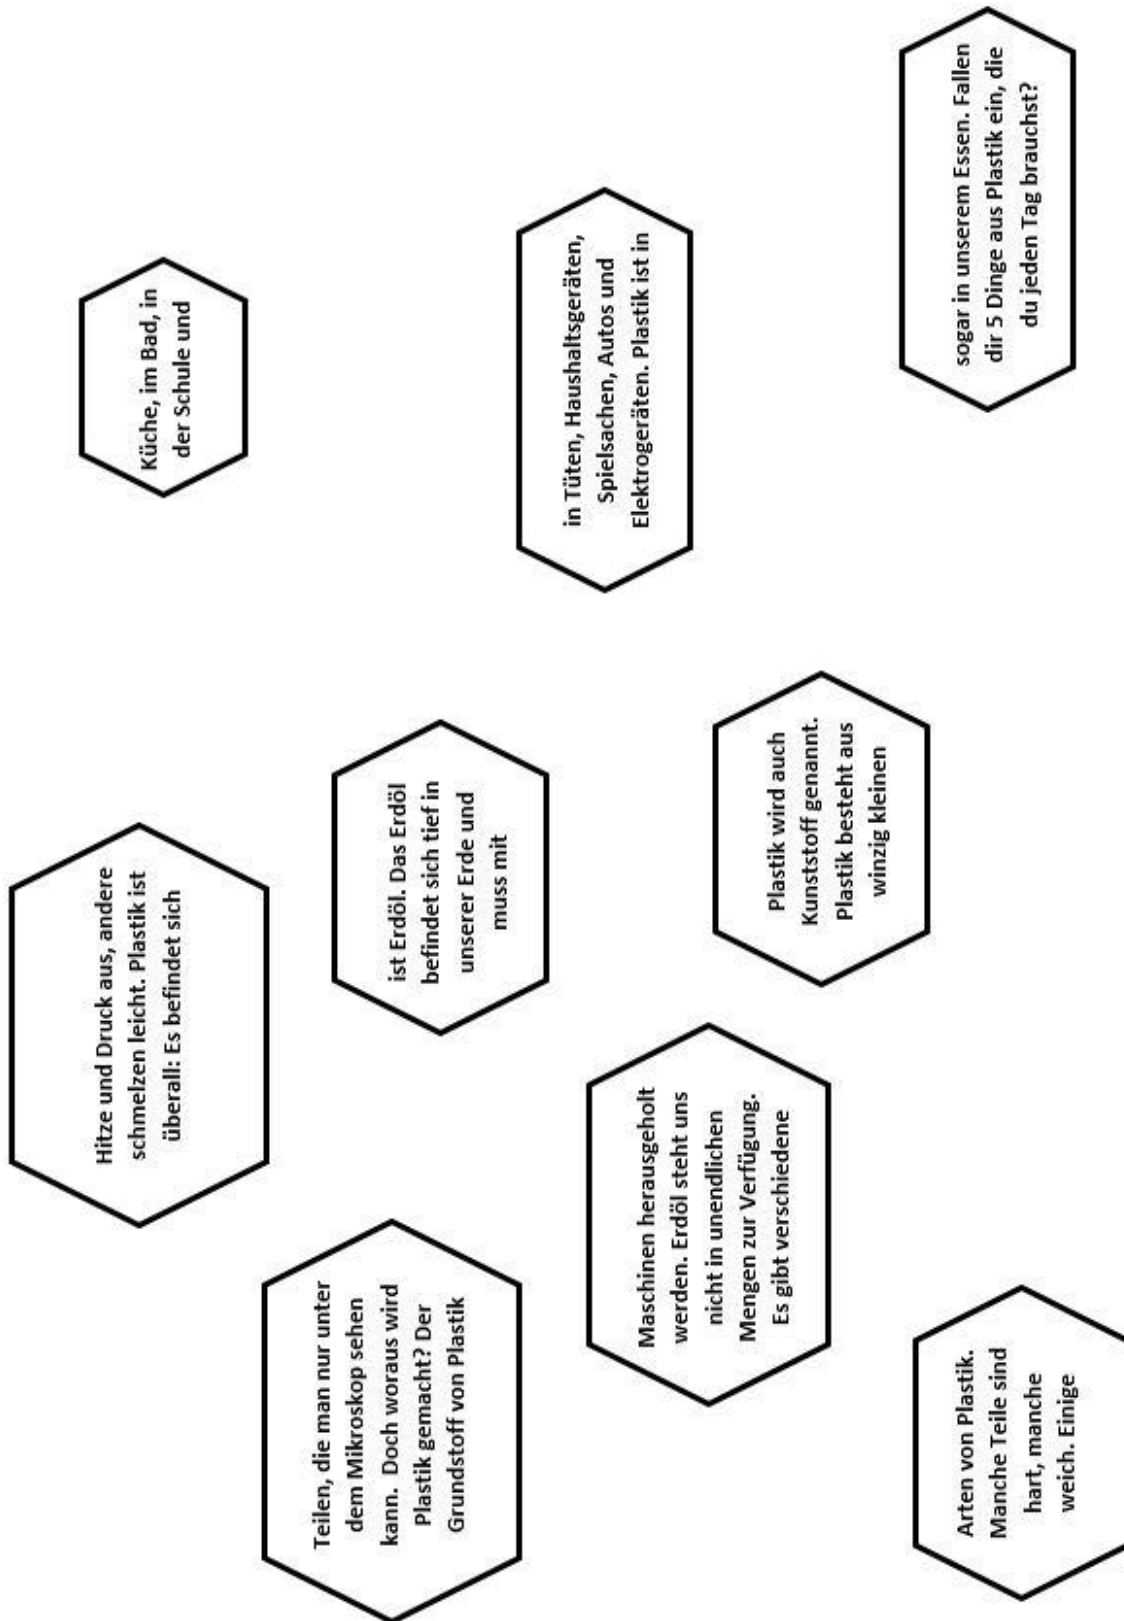 Hitze und Druck aus, andere
schmelzen leicht. Plastik ist
überall: Es befindet sich
Küche, im Bad, in
der Schule und
Teilen, die man nur unter
dem Mikroskop sehen
kann. Doch woraus wird
Plastik gemacht? Der
Grundstoff von Plastik
ist Erdöl. Das Erdöl
befindet sich tief in
unserer Erde und
muss mit
in Tüten, Haushaltsgeräten,
Spielsachen, Autos und
Elektrogeräten. Plastik ist in
Maschinen herausgeholt
werden. Erdöl steht uns
nicht in unendlichen
Mengen zur Verfügung.
Es gibt verschiedene
Plastik wird auch
Kunststoff genannt.
Plastik besteht aus
winzig kleinen
Arten von Plastik.
Manche Teile sind
hart, manche
weich. Einige
sogar in unserem Essen. Fallen
dir 5 Dinge aus Plastik ein, die
du jeden Tag brauchst?